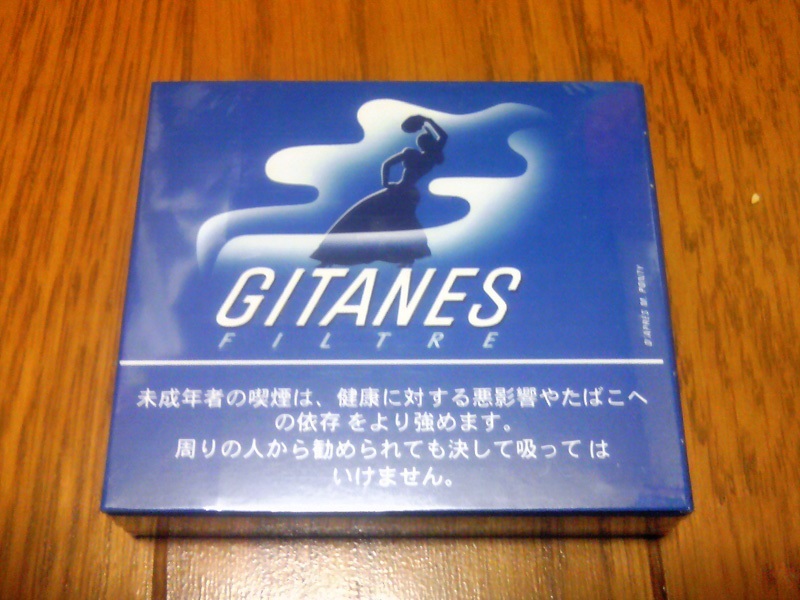 GITANES
FILTRE
D'APRÈS M. PONTY
未成年者の喫煙は、健康に対する悪影響やたばこへ
の依存をより強めます。
周りの人から勧められても決して吸っては
いけません。